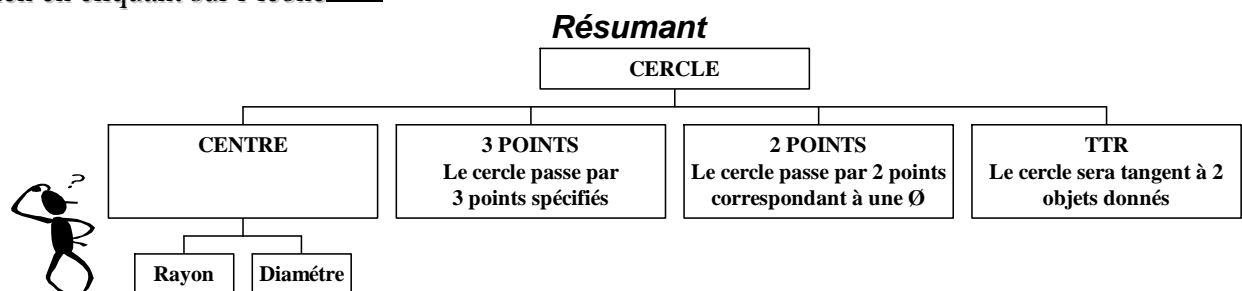 Résumant
CERCLE
CENTRE
3 POINTS
Le cercle passe par
3 points spécifiés
2 POINTS
Le cercle passe par 2 points
correspondant à une Ø
TTR
Le cercle sera tangent à 2
objets donnés
?
Rayon
Diamétre